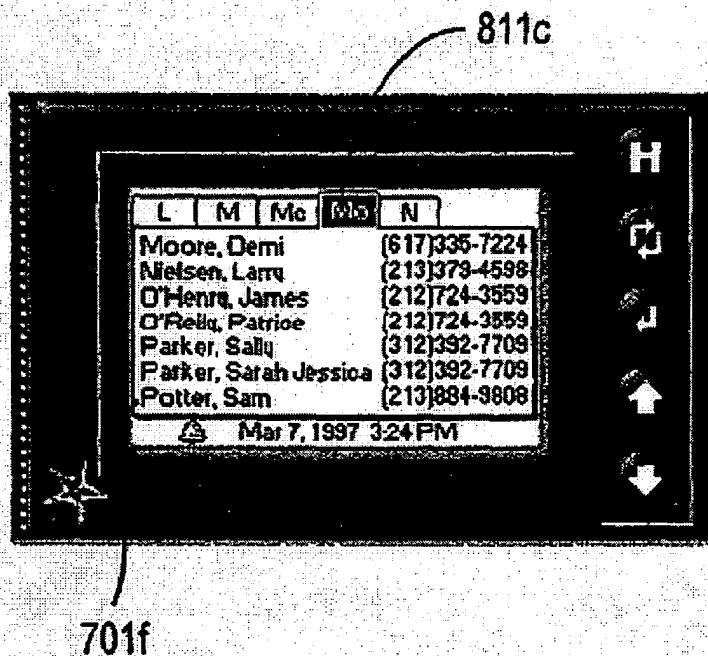 811c
H
L M Mc Mo N
Moore, Demi (617)335-7224
Nielsen, Larry (213)379-4598
O'Henry, James (212)724-3559
O'Reily, Patrice (212)724-3559
Parker, Sally (312)392-7709
Parker, Sarah Jessica (312)392-7709
Potter, Sam (213)884-9808
Mar 7, 1997 3:24 PM
701f